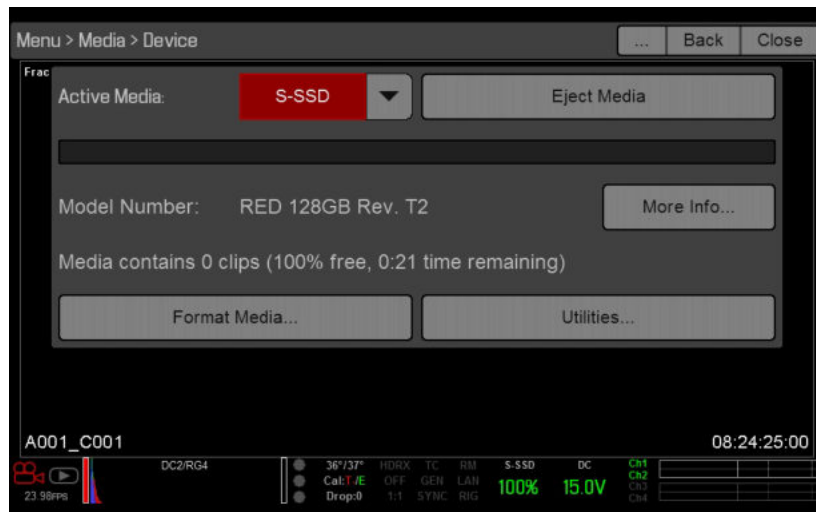 Menu > Media > Device
... Back Close
Frac
Active Media: S-SSD Eject Media
Model Number: RED 128GB Rev. T2 More Info...
Media contains 0 clips (100% free, 0:21 time remaining)
Format Media... Utilities...
A001_C001 08:24:25:00
DC2/RG4 36°/37° HDRX TC RM S-SSD DC Ch1
Cal:T/E OFF GEN LAN 100% 15.0V Ch2
Drop:0 1:1 SYNC RIG Ch3
23.98FPS Ch4